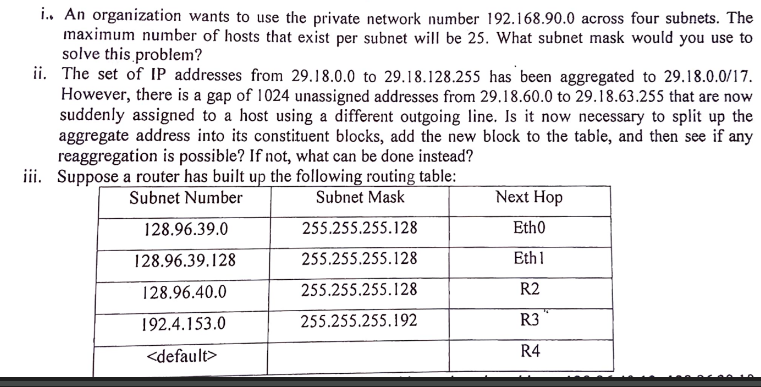 i.. An organization wants to use the private network number 192.168.90.0 across four subnets. The
maximum number of hosts that exist per subnet will be 25. What subnet mask would you use to
solve this problem?
ii. The set of IP addresses from 29.18.0.0 to 29.18.128.255 has been aggregated to 29.18.0.0/17.
However, there is a gap of 1024 unassigned addresses from 29.18.60.0 to 29.18.63.255 that are now
suddenly assigned to a host using a different outgoing line. Is it now necessary to split up the
aggregate address into its constituent blocks, add the new block to the table, and then see if any
reaggregation is possible? If not, what can be done instead?
iii. Suppose a router has built up the following routing table:
Subnet Number Subnet Mask Next Hop
128.96.39.0 255.255.255.128 Eth0
128.96.39.128 255.255.255.128 Eth1
128.96.40.0 255.255.255.128 R2
192.4.153.0 255.255.255.192 R3
<default> R4